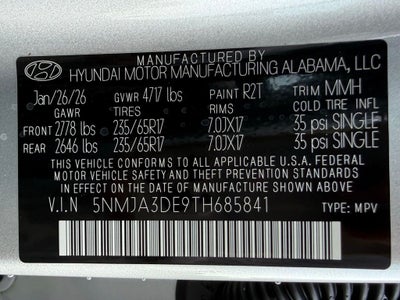 MANUFACTURED BY
HYUNDAI MOTOR MANUFACTURING ALABAMA, LLC
Jan/26/26 GVWR 4717 lbs PAINT R2T TRIM MMH
GAWR TIRES RIMS COLD TIRE INFL
FRONT 2778 lbs 235/65R17 7.0JX17 35 psi SINGLE
REAR 2646 lbs 235/65R17 7.0JX17 35 psi SINGLE
THIS VEHICLE CONFORMS TO ALL APPLICABLE U.S.A. FEDERAL
MOTOR VEHICLE SAFETY AND THEFT PREVENTION STANDARDS
IN EFFECT ON THE DATE OF MANUFACTURE SHOWN ABOVE.
V.I.N 5NMJA3DE9TH685841 TYPE: MPV